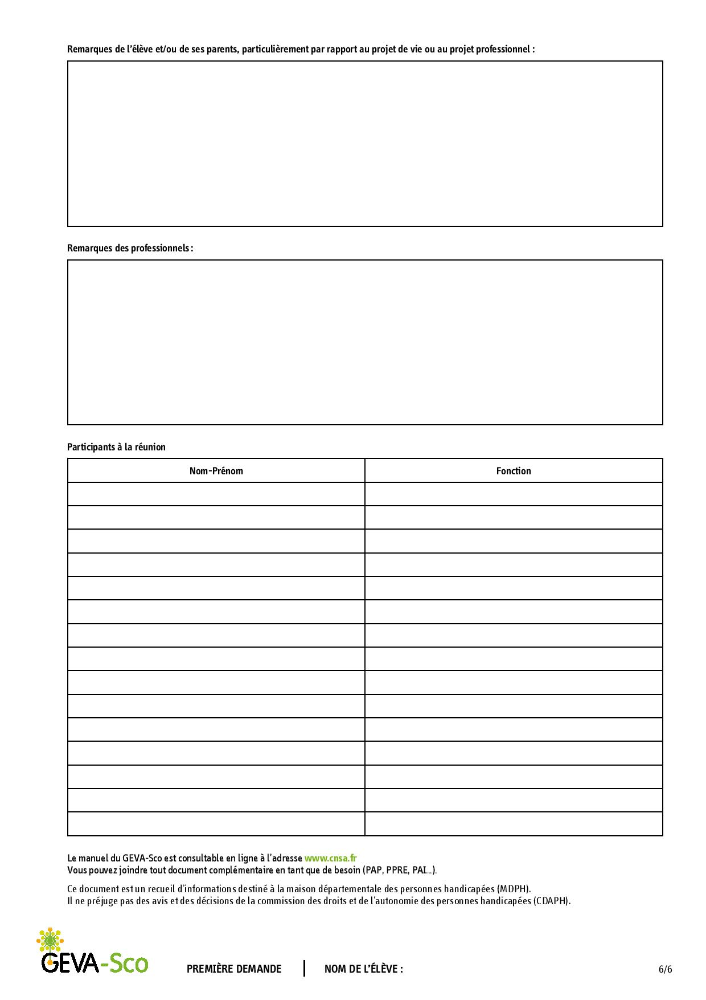 Remarques de l’élève et/ou de ses parents, particulièrement par rapport au projet de vie ou au projet professionnel :
Remarques des professionnels :
Participants à la réunion
Nom-Prénom Fonction
Le manuel du GEVA-Sco est consultable en ligne à l’adresse www.cnsa.fr
Vous pouvez joindre tout document complémentaire en tant que de besoin (PAP, PPRE, PAI...).
Ce document est un recueil d’informations destiné à la maison départementale des personnes handicapées (MDPH).
Il ne préjuge pas des avis et des décisions de la commission des droits et de l’autonomie des personnes handicapées (CDAPH).
GEVA-Sco PREMIÈRE DEMANDE NOM DE L’ÉLÈVE : 6/6